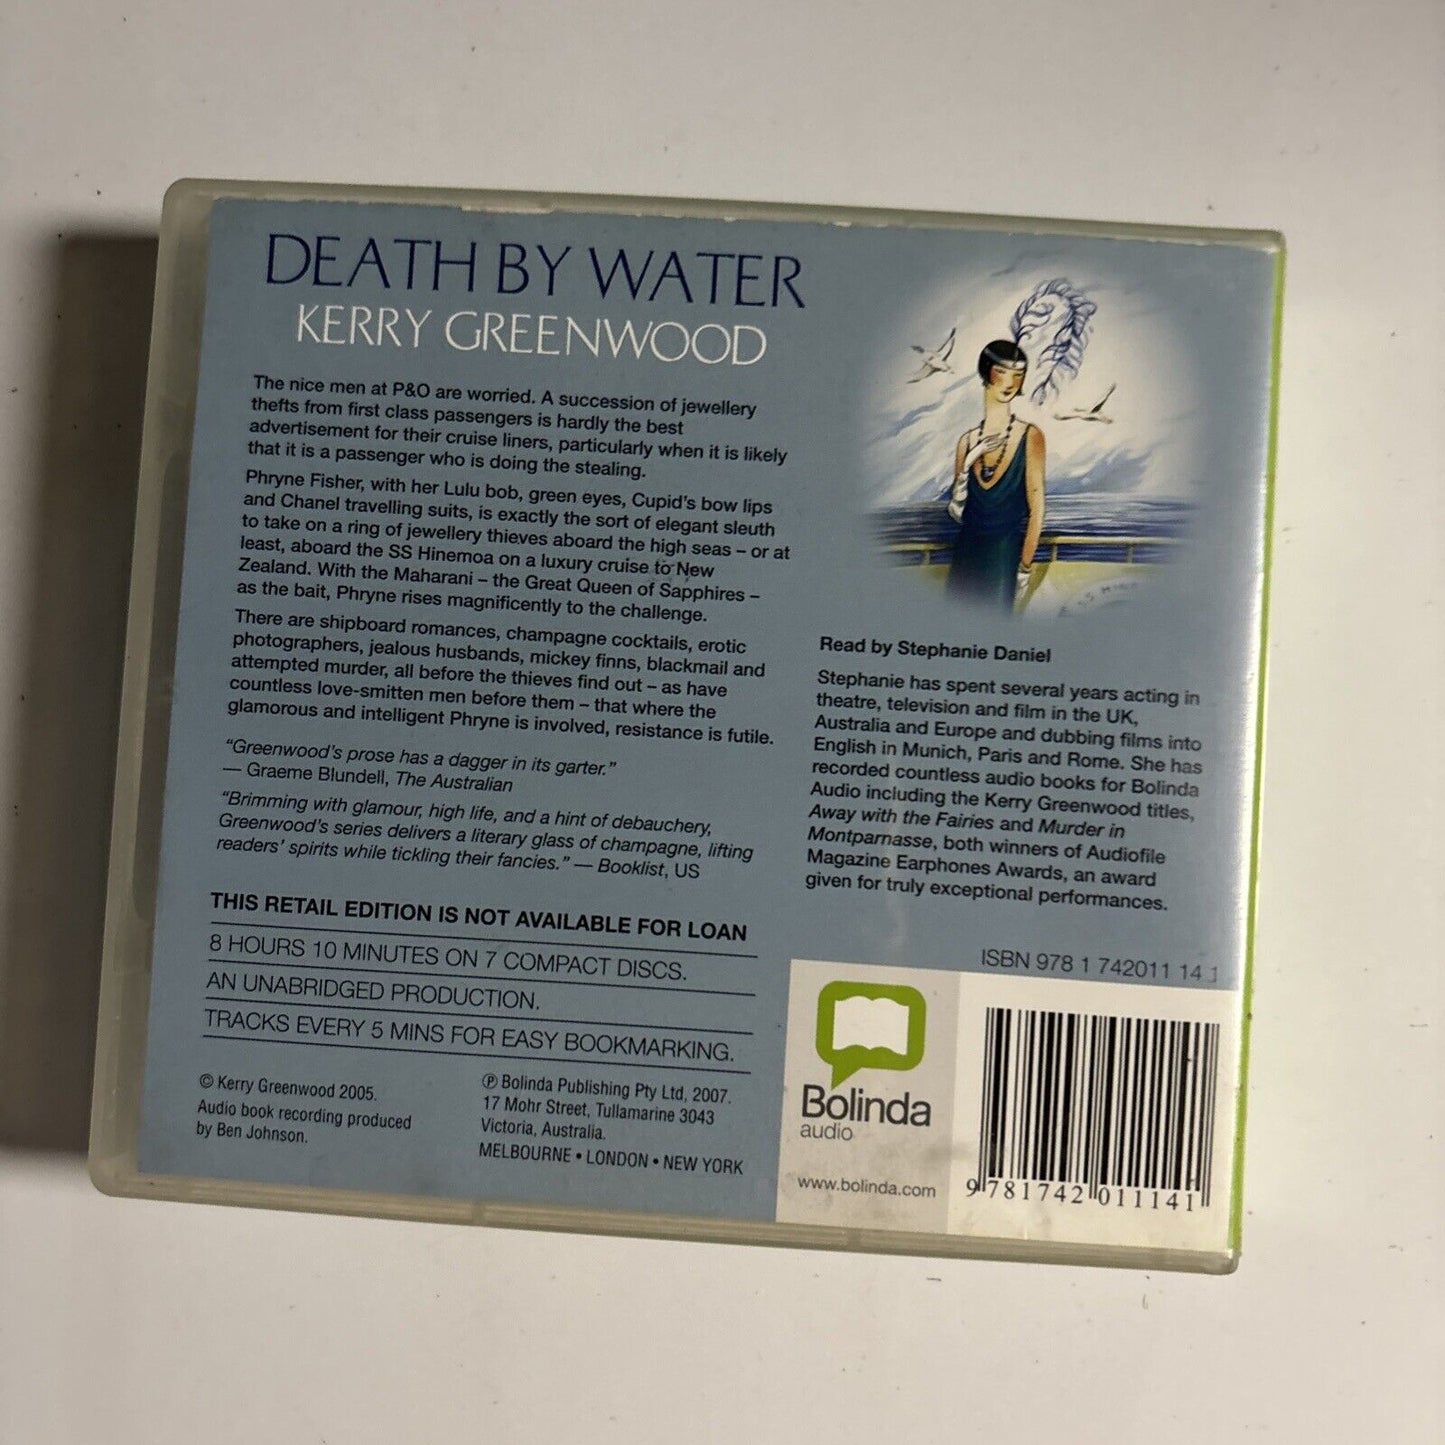 DEATH BY WATER
KERRY GREENWOOD
The nice men at P&O are worried. A succession of jewellery
thefts from first class passengers is hardly the best
advertisement for their cruise liners, particularly when it is likely
that it is a passenger who is doing the stealing.
Phryne Fisher, with her Lulu bob, green eyes, Cupid's bow lips
and Chanel travelling suits, is exactly the sort of elegant sleuth
to take on a ring of jewellery thieves aboard the high seas – or at
least, aboard the SS Hinemoa on a luxury cruise to New
Zealand. With the Maharani – the Great Queen of Sapphires –
as the bait, Phryne rises magnificently to the challenge.
There are shipboard romances, champagne cocktails, erotic
photographers, jealous husbands, mickey finns, blackmail and
attempted murder, all before the thieves find out – as have
countless love-smitten men before them – that where the
glamorous and intelligent Phryne is involved, resistance is futile.
“Greenwood's prose has a dagger in its garter.”
— Graeme Blundell, The Australian
“Brimming with glamour, high life, and a hint of debauchery,
Greenwood's series delivers a literary glass of champagne, lifting
readers' spirits while tickling their fancies.” — Booklist, US
THIS RETAIL EDITION IS NOT AVAILABLE FOR LOAN
8 HOURS 10 MINUTES ON 7 COMPACT DISCS.
AN UNABRIDGED PRODUCTION.
TRACKS EVERY 5 MINS FOR EASY BOOKMARKING.
© Kerry Greenwood 2005.
Audio book recording produced
by Ben Johnson.
℗ Bolinda Publishing Pty Ltd, 2007.
17 Mohr Street, Tullamarine 3043
Victoria, Australia.
MELBOURNE • LONDON • NEW YORK
Read by Stephanie Daniel
Stephanie has spent several years acting in
theatre, television and film in the UK,
Australia and Europe and dubbing films into
English in Munich, Paris and Rome. She has
recorded countless audio books for Bolinda
Audio including the Kerry Greenwood titles,
Away with the Fairies and Murder in
Montparnasse, both winners of Audiofile
Magazine Earphones Awards, an award
given for truly exceptional performances.
ISBN 978 1 742011 14 1
Bolinda
audio
www.bolinda.com
9 781742 011141